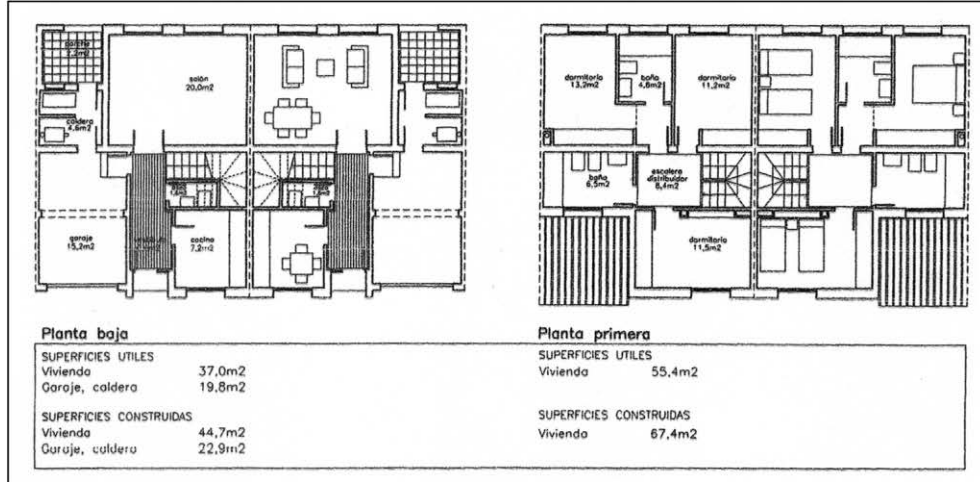 porche
salón
20,0m2
caldera
4,6m2
garaje
15,2m2
cocina
7,2m2
dormitorio
13,2m2
baño
4,8m2
dormitorio
11,2m2
baño
6,5m2
escalera
distribuidor
8,4m2
dormitorio
11,5m2
Planta baja
SUPERFICIES UTILES
Vivienda 37,0m2
Garaje, caldera 19,8m2
SUPERFICIES CONSTRUIDAS
Vivienda 44,7m2
Garaje, caldera 22,9m2
Planta primera
SUPERFICIES UTILES
Vivienda 55,4m2
SUPERFICIES CONSTRUIDAS
Vivienda 67,4m2